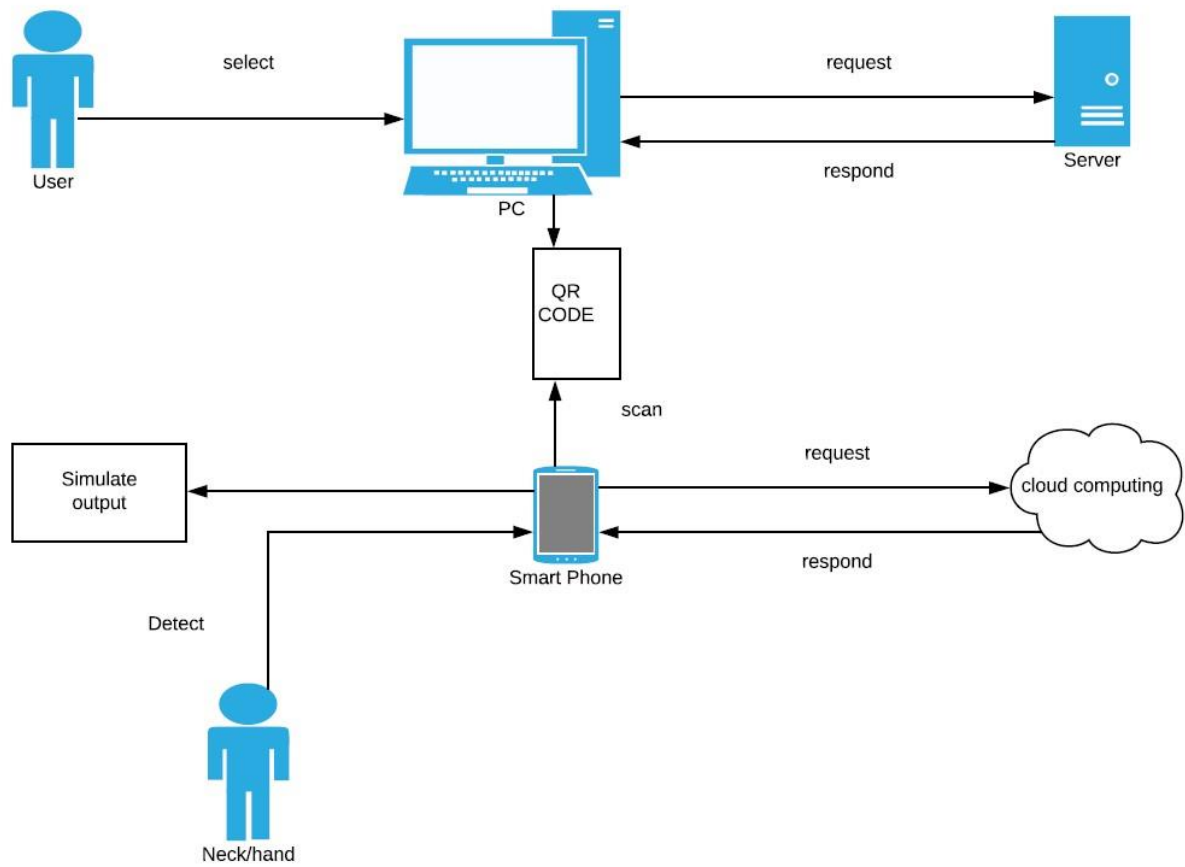 select
request
User
PC
respond
Server
QR
CODE
scan
Simulate
output
request
cloud computing
Smart Phone
respond
Detect
Neck/hand